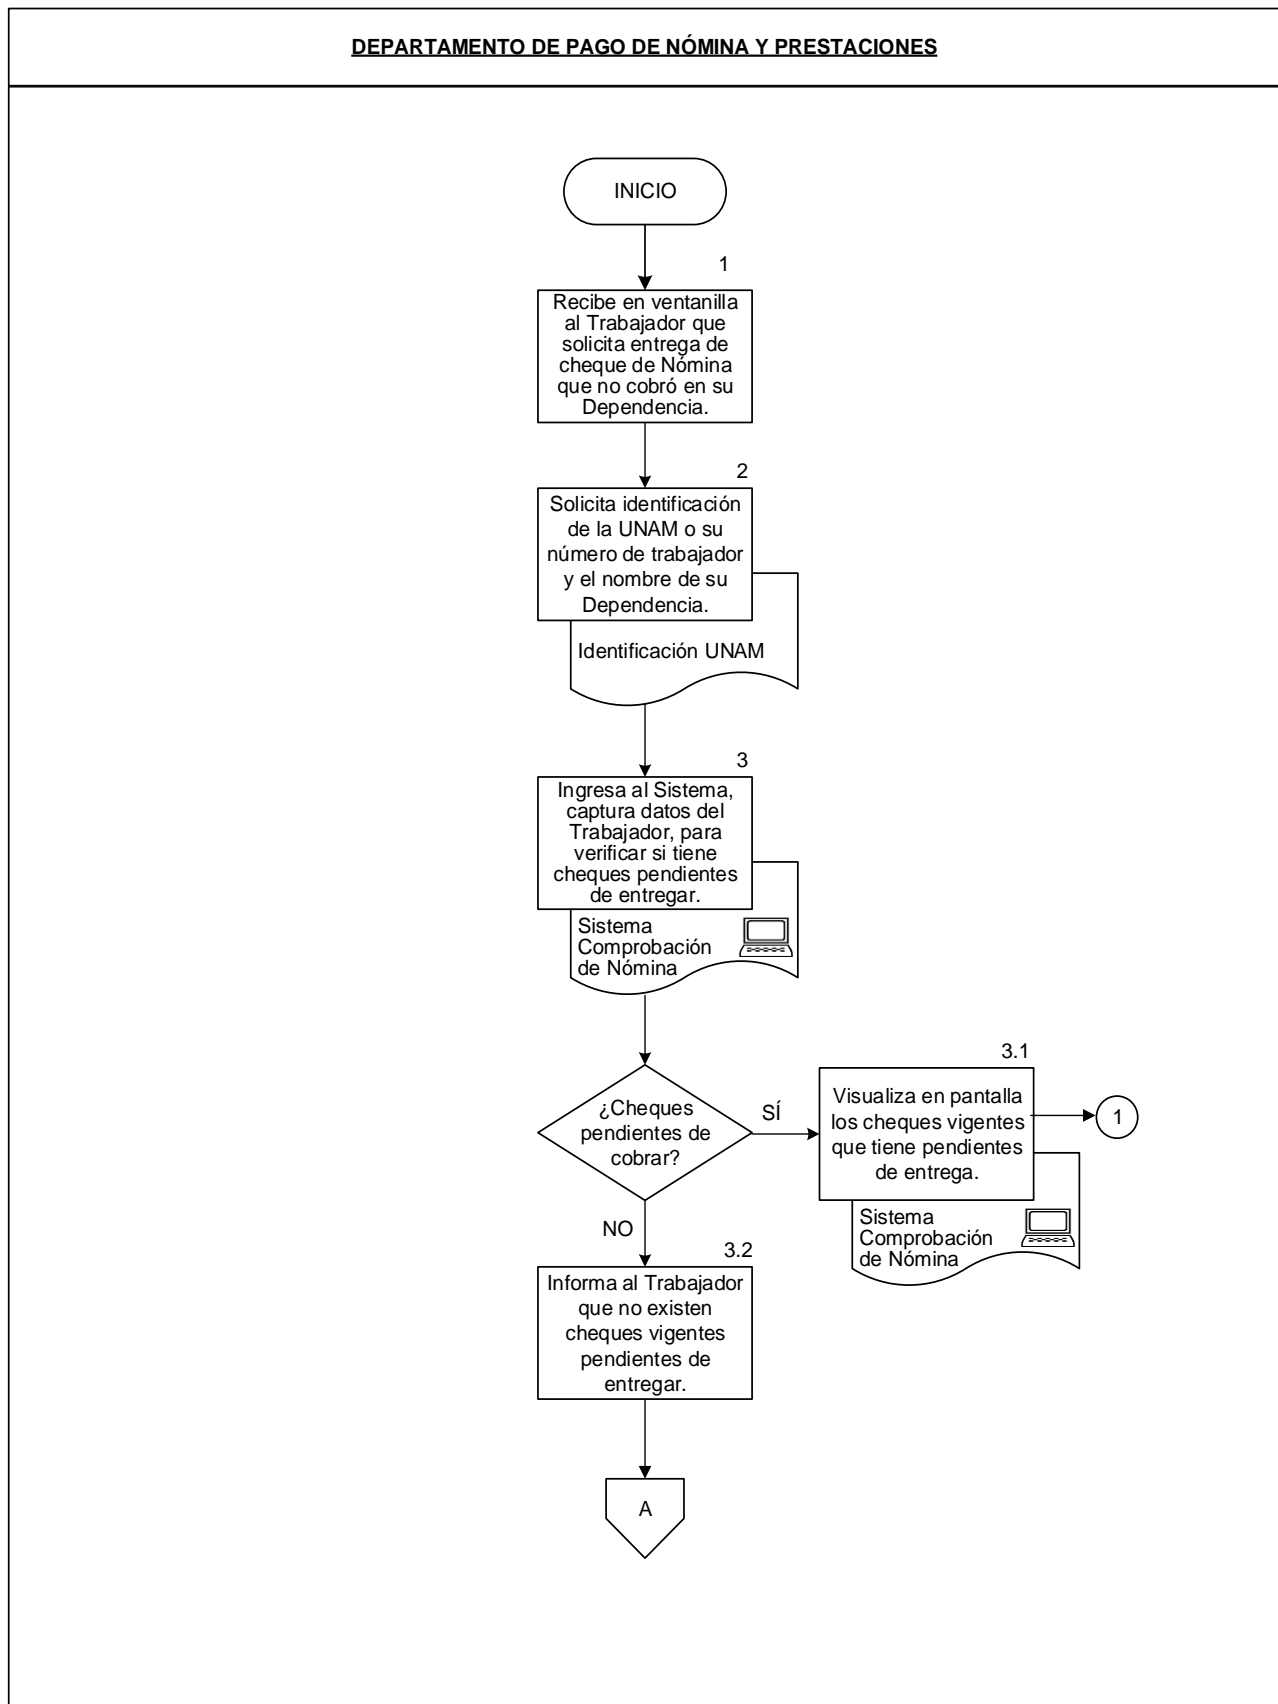 DEPARTAMENTO DE PAGO DE NÓMINA Y PRESTACIONES
INICIO
1
Recibe en ventanilla
al Trabajador que
solicita entrega de
cheque de Nómina
que no cobró en su
Dependencia.
2
Solicita identificación
de la UNAM o su
número de trabajador
y el nombre de su
Dependencia.
Identificación UNAM
3
Ingresa al Sistema,
captura datos del
Trabajador, para
verificar si tiene
cheques pendientes
de entregar.
Sistema
Comprobación
de Nómina
¿Cheques
pendientes de
cobrar?
SÍ
3.1
Visualiza en pantalla
los cheques vigentes
que tiene pendientes
de entrega.
1
Sistema
Comprobación
de Nómina
NO
3.2
Informa al Trabajador
que no existen
cheques vigentes
pendientes de
entregar.
A